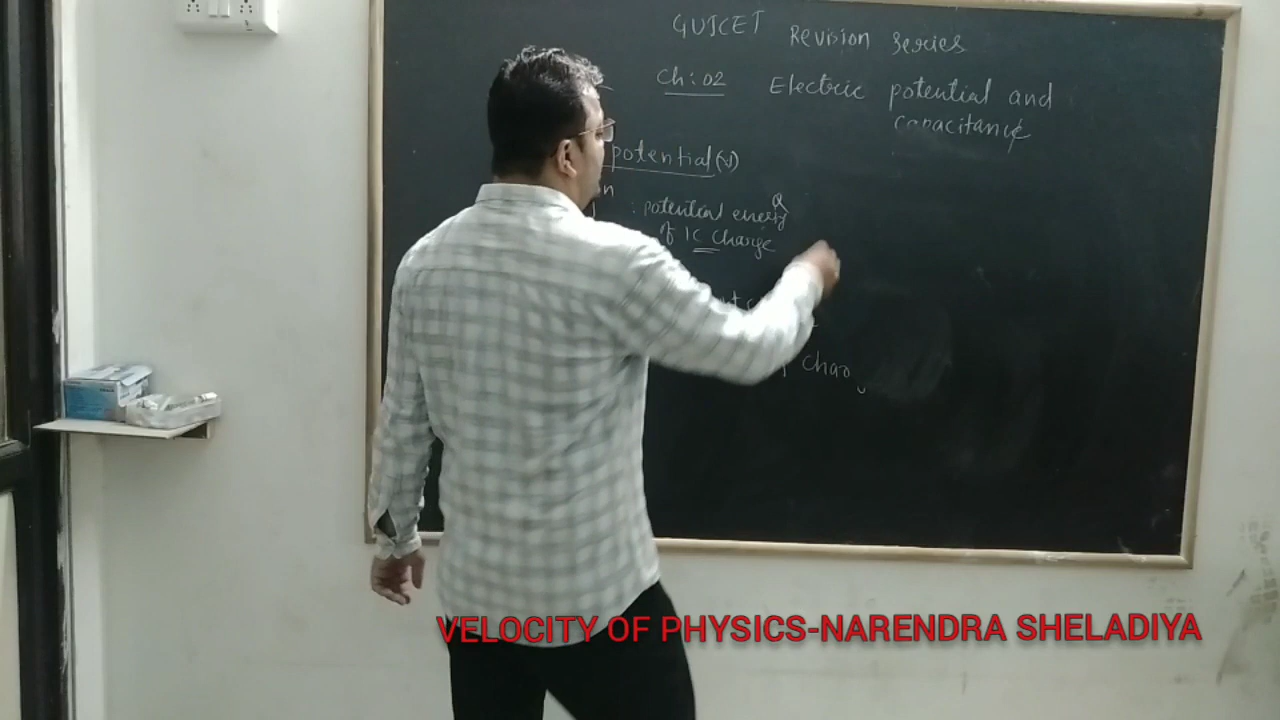 GUJCET Revision Series
Ch: 02 Electric potential and
capacitance
potential (V)
: potential energy
of 1C charge
VELOCITY OF PHYSICS-NARENDRA SHELADIYA